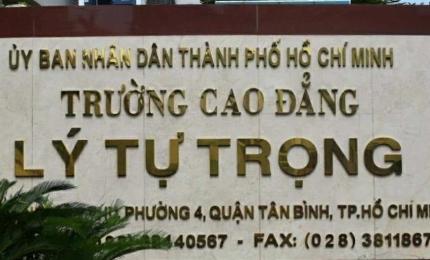 ỦY BAN NHÂN DÂN THÀNH PHỐ HỒ CHÍ MINH
TRƯỜNG CAO ĐẲNG
LÝ TỰ TRỌNG
PHƯỜNG 4, QUẬN TÂN BÌNH, TP.HỒ CHÍ
440567 - FAX: (028) 3811867